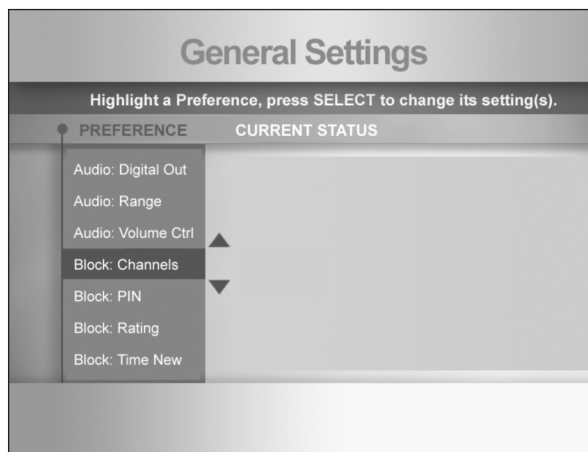 General Settings
Highlight a Preference, press SELECT to change its setting(s).
PREFERENCE CURRENT STATUS
Audio: Digital Out
Audio: Range
Audio: Volume Ctrl
Block: Channels
Block: PIN
Block: Rating
Block: Time New